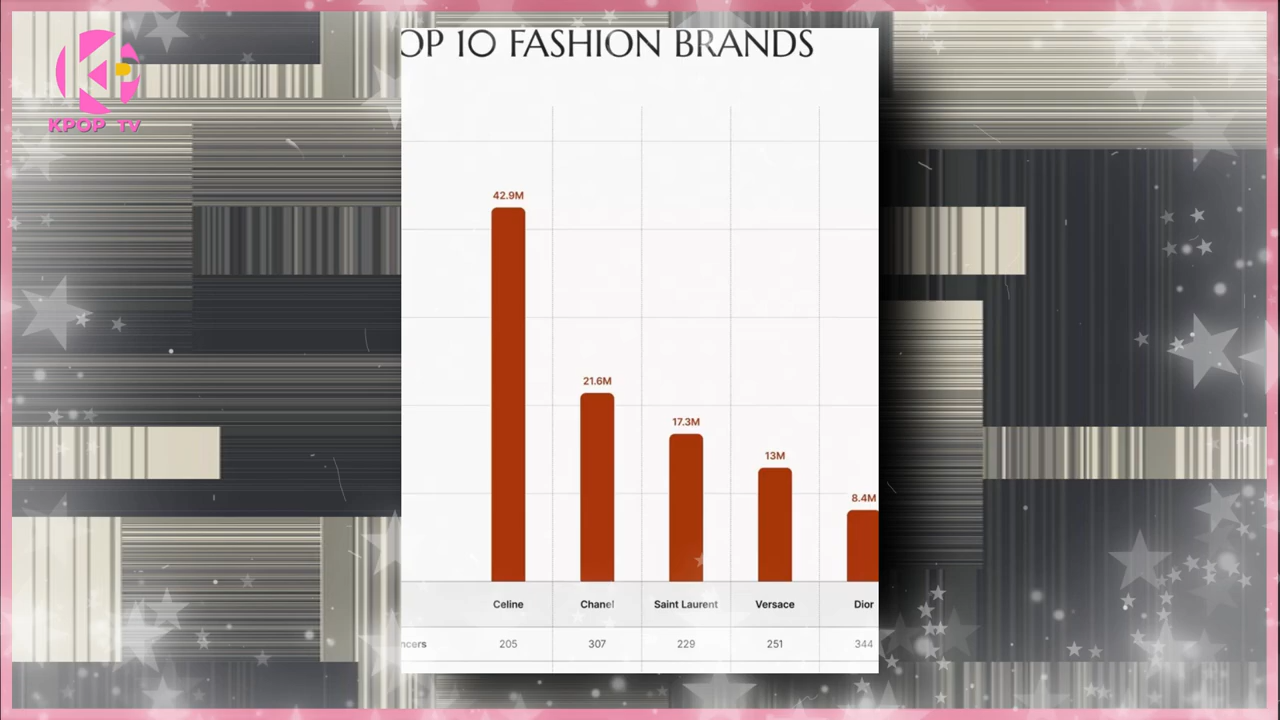 OP 10 FASHION BRANDS
KPOP TV
42.9M
21.6M
17.3M
13M
8.4M
Celine Chanel Saint Laurent Versace Dior
ncers 205 307 229 251 344